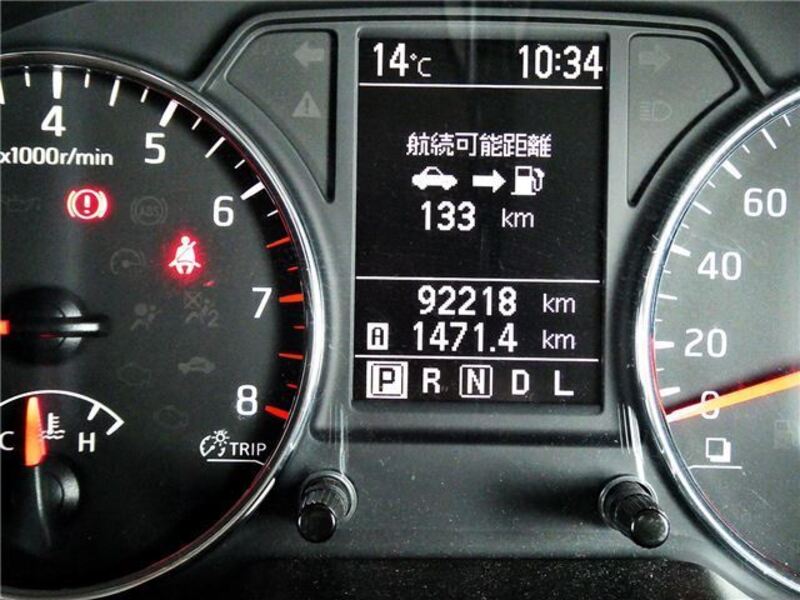 14°C 10:34
航続可能距離
133 km
92218 km
A 1471.4 km
P R N D L
4
5
6
7
8
x1000r/min
ABS
C H
TRIP
60
40
20
0